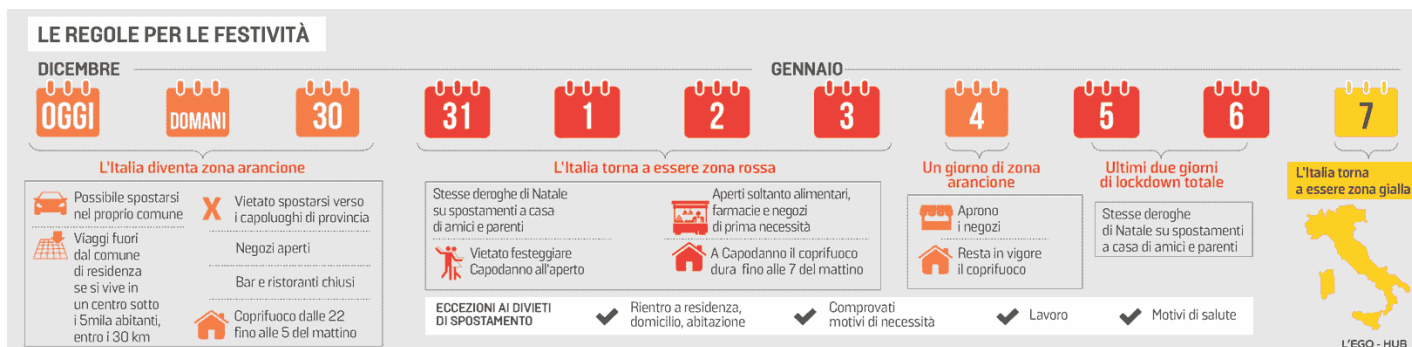 LE REGOLE PER LE FESTIVITÀ
DICEMBRE
GENNAIO
OGGI
DOMANI
30
31
1
2
3
4
5
6
7
L'Italia diventa zona arancione
Possibile spostarsi
nel proprio comune
Viaggi fuori
dal comune
di residenza
se si vive in
un centro sotto
i 5mila abitanti,
entro i 30 km
X
Vietato spostarsi verso
i capoluoghi di provincia
Negozi aperti
Bar e ristoranti chiusi
Coprifuoco dalle 22
fino alle 5 del mattino
L'Italia torna a essere zona rossa
Stesse deroghe di Natale
su spostamenti a casa
di amici e parenti
Vietato festeggiare
Capodanno all'aperto
Aperti soltanto alimentari,
farmacie e negozi
di prima necessità
A Capodanno il coprifuoco
dura fino alle 7 del mattino
Un giorno di zona
arancione
Aprono
i negozi
Resta in vigore
il coprifuoco
Ultimi due giorni
di lockdown totale
Stesse deroghe
di Natale su spostamenti
a casa di amici e parenti
L'Italia torna
a essere zona gialla
ECCEZIONI AI DIVIETI
DI SPOSTAMENTO
Rientro a residenza,
domicilio, abitazione
Comprovati
motivi di necessità
Lavoro
Motivi di salute
L'EGO - HUB